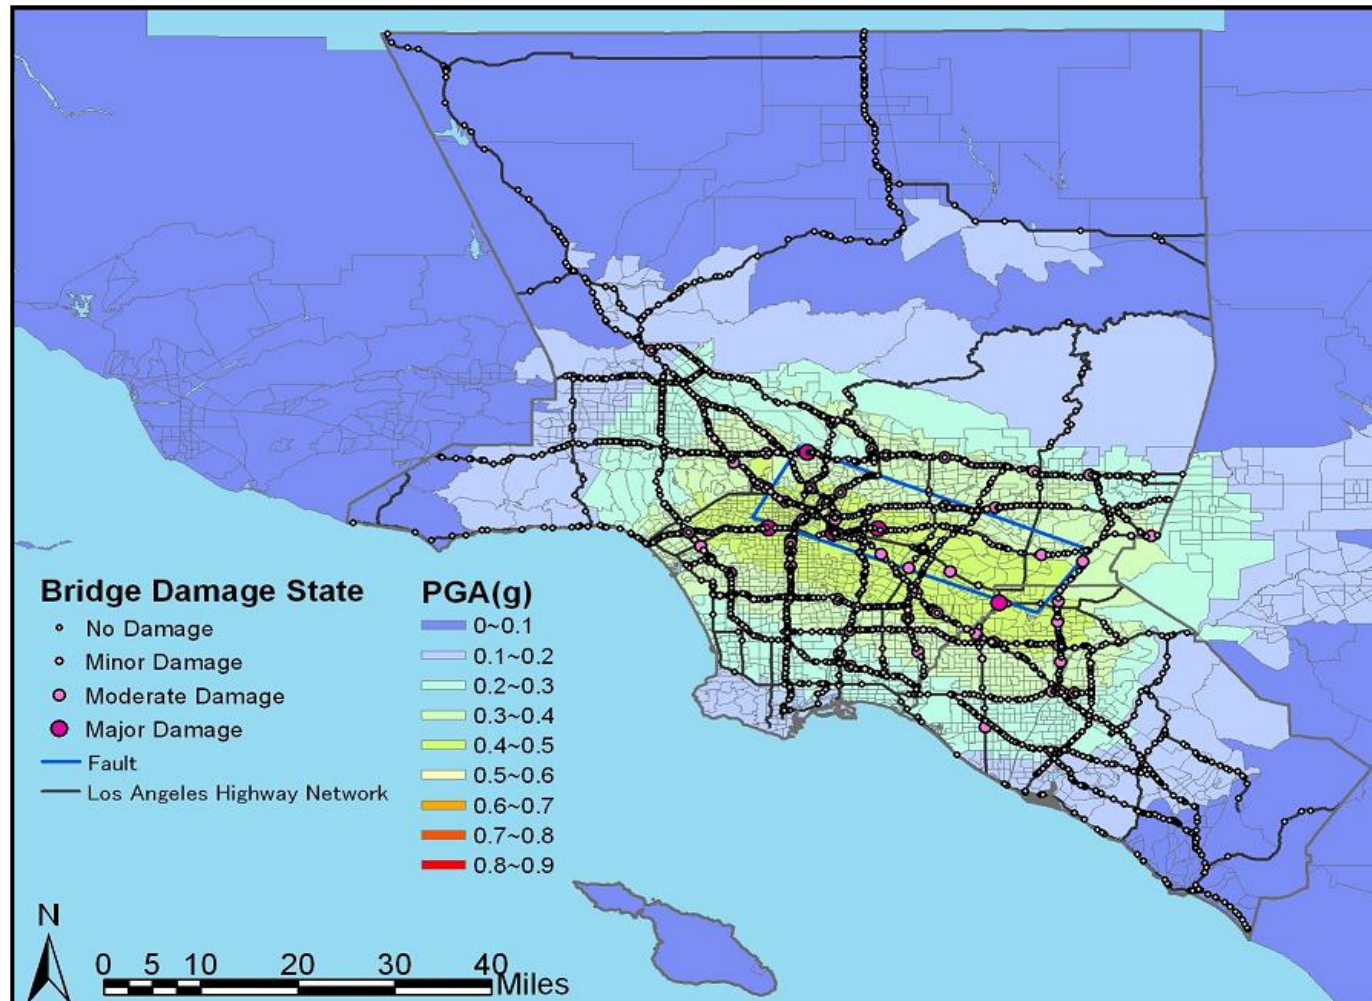 Bridge Damage State
No Damage
Minor Damage
Moderate Damage
Major Damage
Fault
Los Angeles Highway Network
PGA(g)
0~0.1
0.1~0.2
0.2~0.3
0.3~0.4
0.4~0.5
0.5~0.6
0.6~0.7
0.7~0.8
0.8~0.9
N
0 5 10 20 30 40 Miles